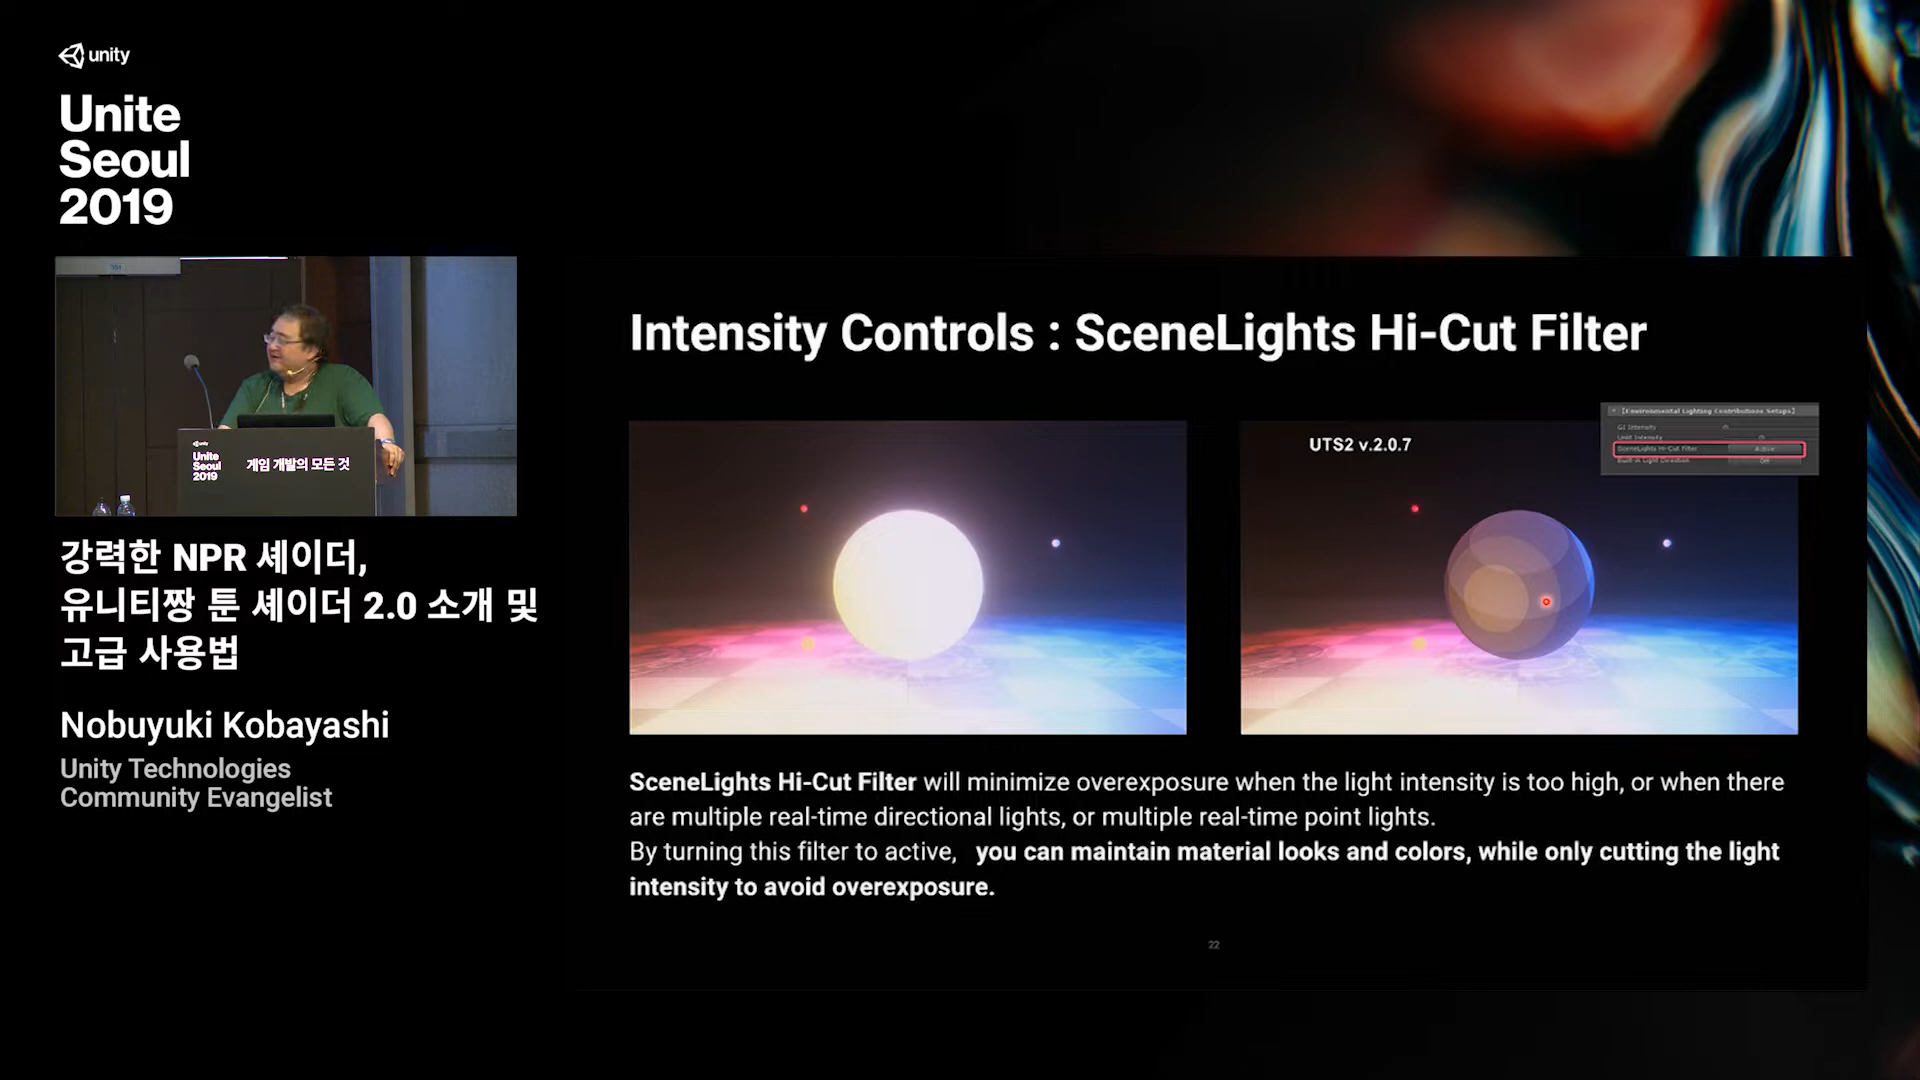 unity
Unite
Seoul
2019
unity
Unite
Seoul
2019
게임 개발의 모든 것
강력한 NPR 셰이더,
유니티짱 툰 셰이더 2.0 소개 및
고급 사용법
Nobuyuki Kobayashi
Unity Technologies
Community Evangelist
Intensity Controls : SceneLights Hi-Cut Filter
UTS2 v.2.0.7
[Environmental Lighting Contributions Setups]
GI Intensity
Unlit Intensity
SceneLights Hi-Cut Filter Active
Built-in Light Direction Off
SceneLights Hi-Cut Filter will minimize overexposure when the light intensity is too high, or when there
are multiple real-time directional lights, or multiple real-time point lights.
By turning this filter to active, you can maintain material looks and colors, while only cutting the light
intensity to avoid overexposure.
22